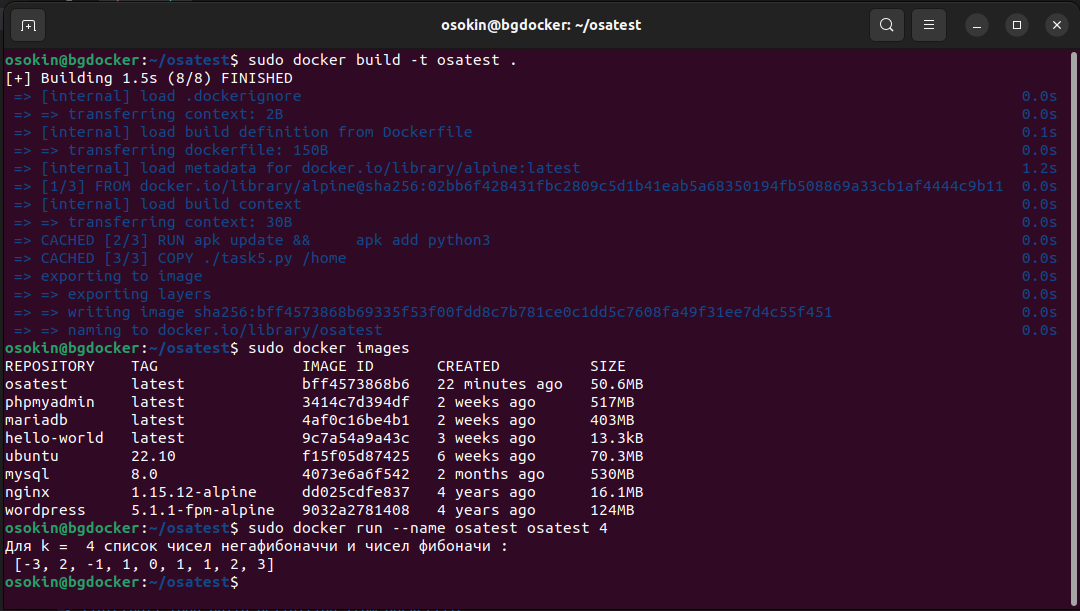 osokin@bgdocker: ~/osatest
osokin@bgdocker:~/osatest$ sudo docker build -t osatest .
[+] Building 1.5s (8/8) FINISHED
=> [internal] load .dockerignore 0.0s
=> => transferring context: 2B 0.0s
=> [internal] load build definition from Dockerfile 0.1s
=> => transferring dockerfile: 150B 0.0s
=> [internal] load metadata for docker.io/library/alpine:latest 1.2s
=> [1/3] FROM docker.io/library/alpine@sha256:02bb6f428431fbc2809c5d1b41eab5a68350194fb508869a33cb1af4444c9b11 0.0s
=> [internal] load build context 0.0s
=> => transferring context: 30B 0.0s
=> CACHED [2/3] RUN apk update &&     apk add python3 0.0s
=> CACHED [3/3] COPY ./task5.py /home 0.0s
=> exporting to image 0.0s
=> => exporting layers 0.0s
=> => writing image sha256:bff4573868b69335f53f00fdd8c7b781ce0c1dd5c7608fa49f31ee7d4c55f451 0.0s
=> => naming to docker.io/library/osatest 0.0s
osokin@bgdocker:~/osatest$ sudo docker images
REPOSITORY    TAG                IMAGE ID       CREATED          SIZE
osatest       latest             bff4573868b6   22 minutes ago   50.6MB
phpmyadmin    latest             3414c7d394df   2 weeks ago      517MB
mariadb       latest             4af0c16be4b1   2 weeks ago      403MB
hello-world   latest             9c7a54a9a43c   3 weeks ago      13.3kB
ubuntu        22.10              f15f05d87425   6 weeks ago      70.3MB
mysql         8.0                4073e6a6f542   2 months ago     530MB
nginx         1.15.12-alpine     dd025cdfe837   4 years ago      16.1MB
wordpress     5.1.1-fpm-alpine   9032a2781408   4 years ago      124MB
osokin@bgdocker:~/osatest$ sudo docker run --name osatest osatest 4
Для k =  4 список чисел негафибоначчи и чисел фибоначи :
[-3, 2, -1, 1, 0, 1, 1, 2, 3]
osokin@bgdocker:~/osatest$